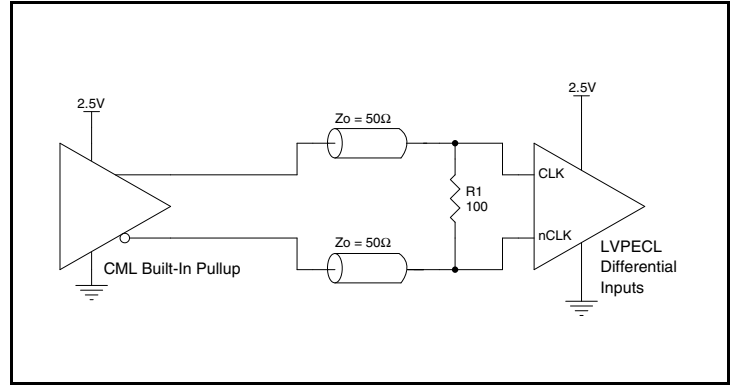 2.5V
2.5V
Zo = 50Ω
CLK
R1
100
nCLK
Zo = 50Ω
CML Built-In Pullup
LVPECL
Differential
Inputs